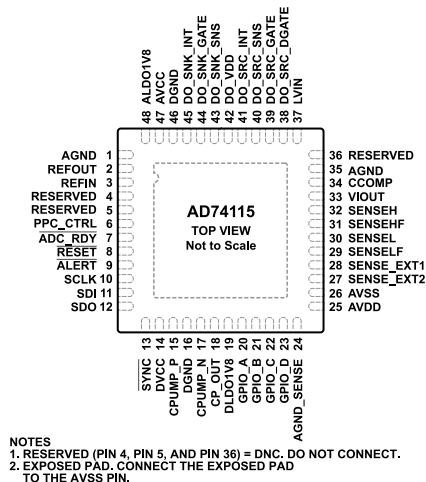 48 ALDO1V8
47 AVCC
46 DGND
45 DO_SNK_INT
44 DO_SNK_GATE
43 DO_SNK_SNS
42 DO_VDD
41 DO_SRC_INT
40 DO_SRC_SNS
39 DO_SRC_GATE
38 DO_SRC_DGATE
37 LVIN
AGND 1
REFOUT 2
REFIN 3
RESERVED 4
RESERVED 5
PPC_CTRL 6
ADC_RDY 7
RESET 8
ALERT 9
SCLK 10
SDI 11
SDO 12
AD74115
TOP VIEW
Not to Scale
36 RESERVED
35 AGND
34 CCOMP
33 VIOUT
32 SENSEH
31 SENSEHF
30 SENSEL
29 SENSELF
28 SENSE_EXT1
27 SENSE_EXT2
26 AVSS
25 AVDD
SYNC 13
DVCC 14
CPUMP_P 15
DGND 16
CPUMP_N 17
CP_OUT 18
DLDO1V8 19
GPIO_A 20
GPIO_B 21
GPIO_C 22
GPIO_D 23
AGND_SENSE 24
NOTES
1. RESERVED (PIN 4, PIN 5, AND PIN 36) = DNC. DO NOT CONNECT.
2. EXPOSED PAD. CONNECT THE EXPOSED PAD
TO THE AVSS PIN.